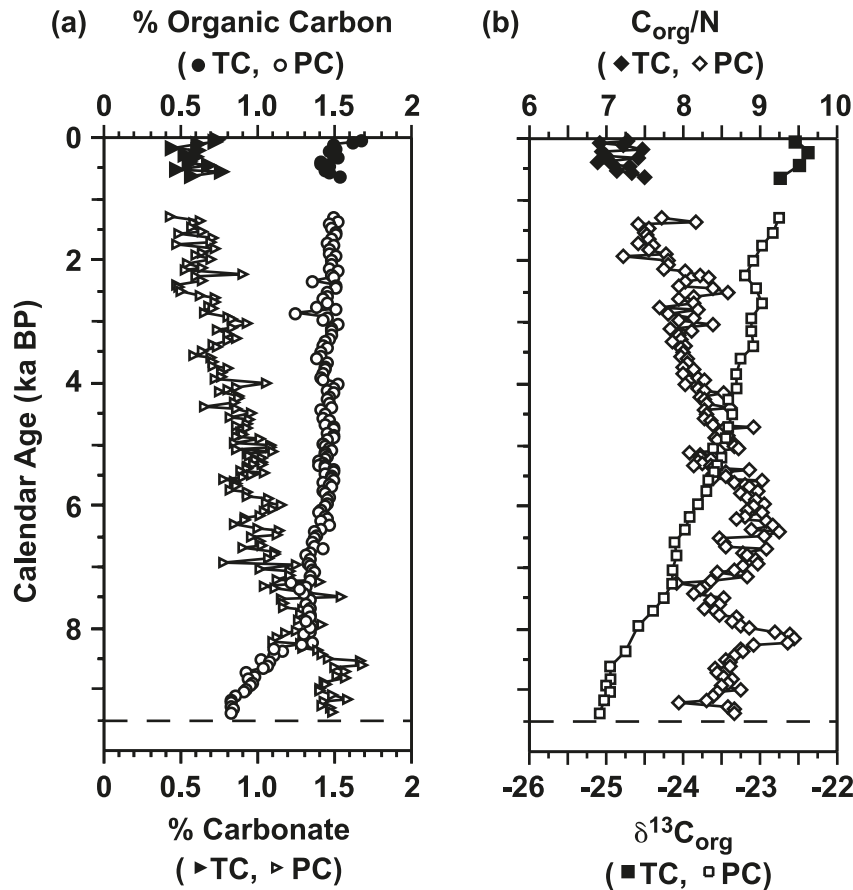 (a) % Organic Carbon
(●TC, ○PC)
0 0.5 1.0 1.5 2
(b) C_org/N
(◆TC, ◇PC)
6 7 8 9 10
Calendar Age (ka BP)
0
2
4
6
8
0 0.5 1.0 1.5 2
% Carbonate
(►TC, ▹PC)
-26 -25 -24 -23 -22
δ¹³C_org
(■TC, □PC)